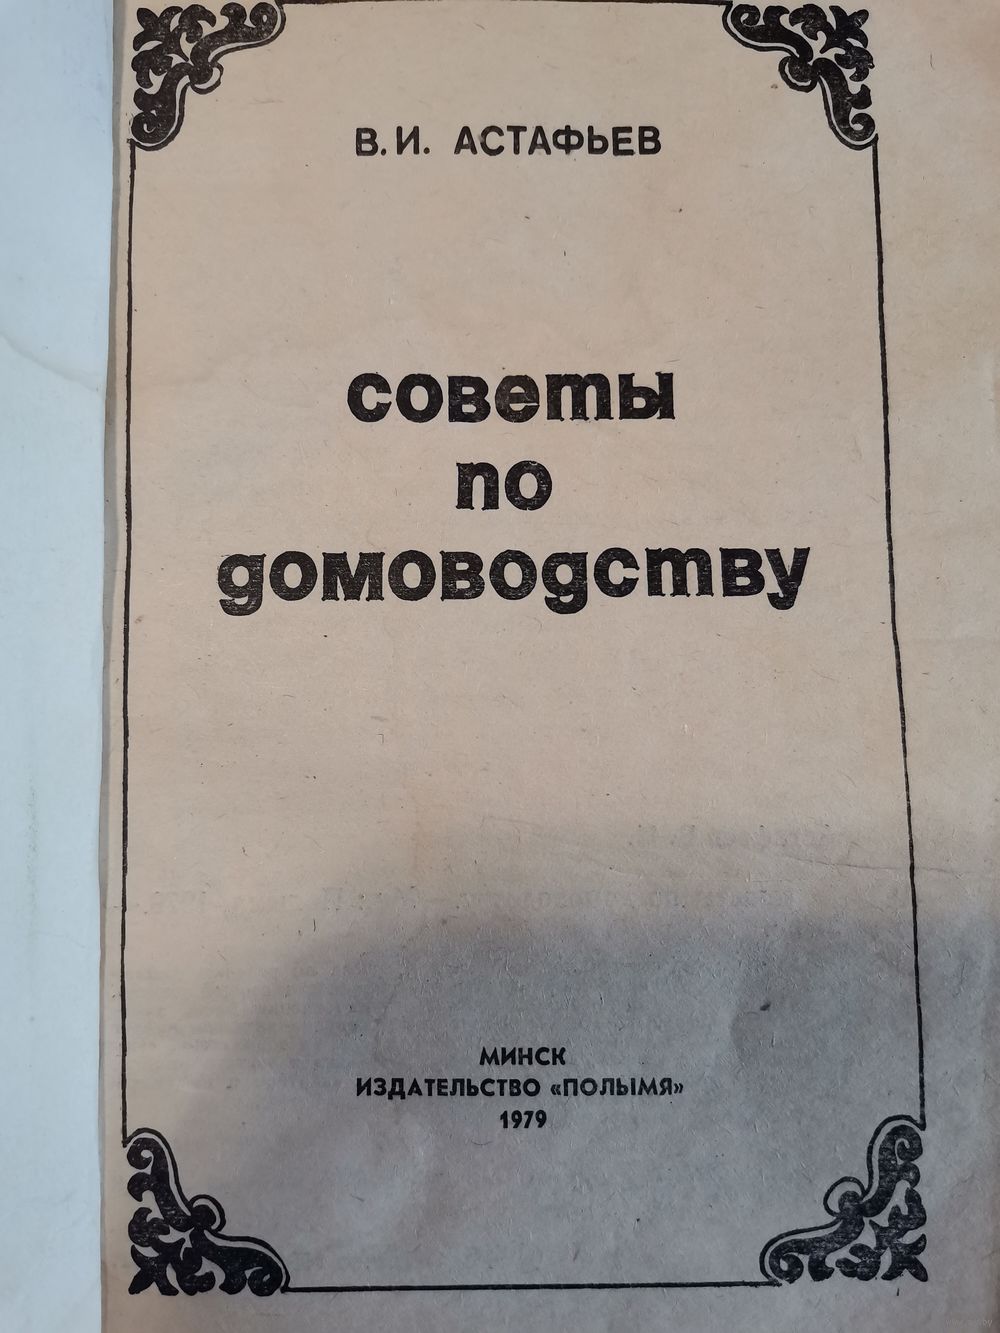 В. И. АСТАФЬЕВ
советы
по
домоводству
МИНСК
ИЗДАТЕЛЬСТВО «ПОЛЫМЯ»
1979